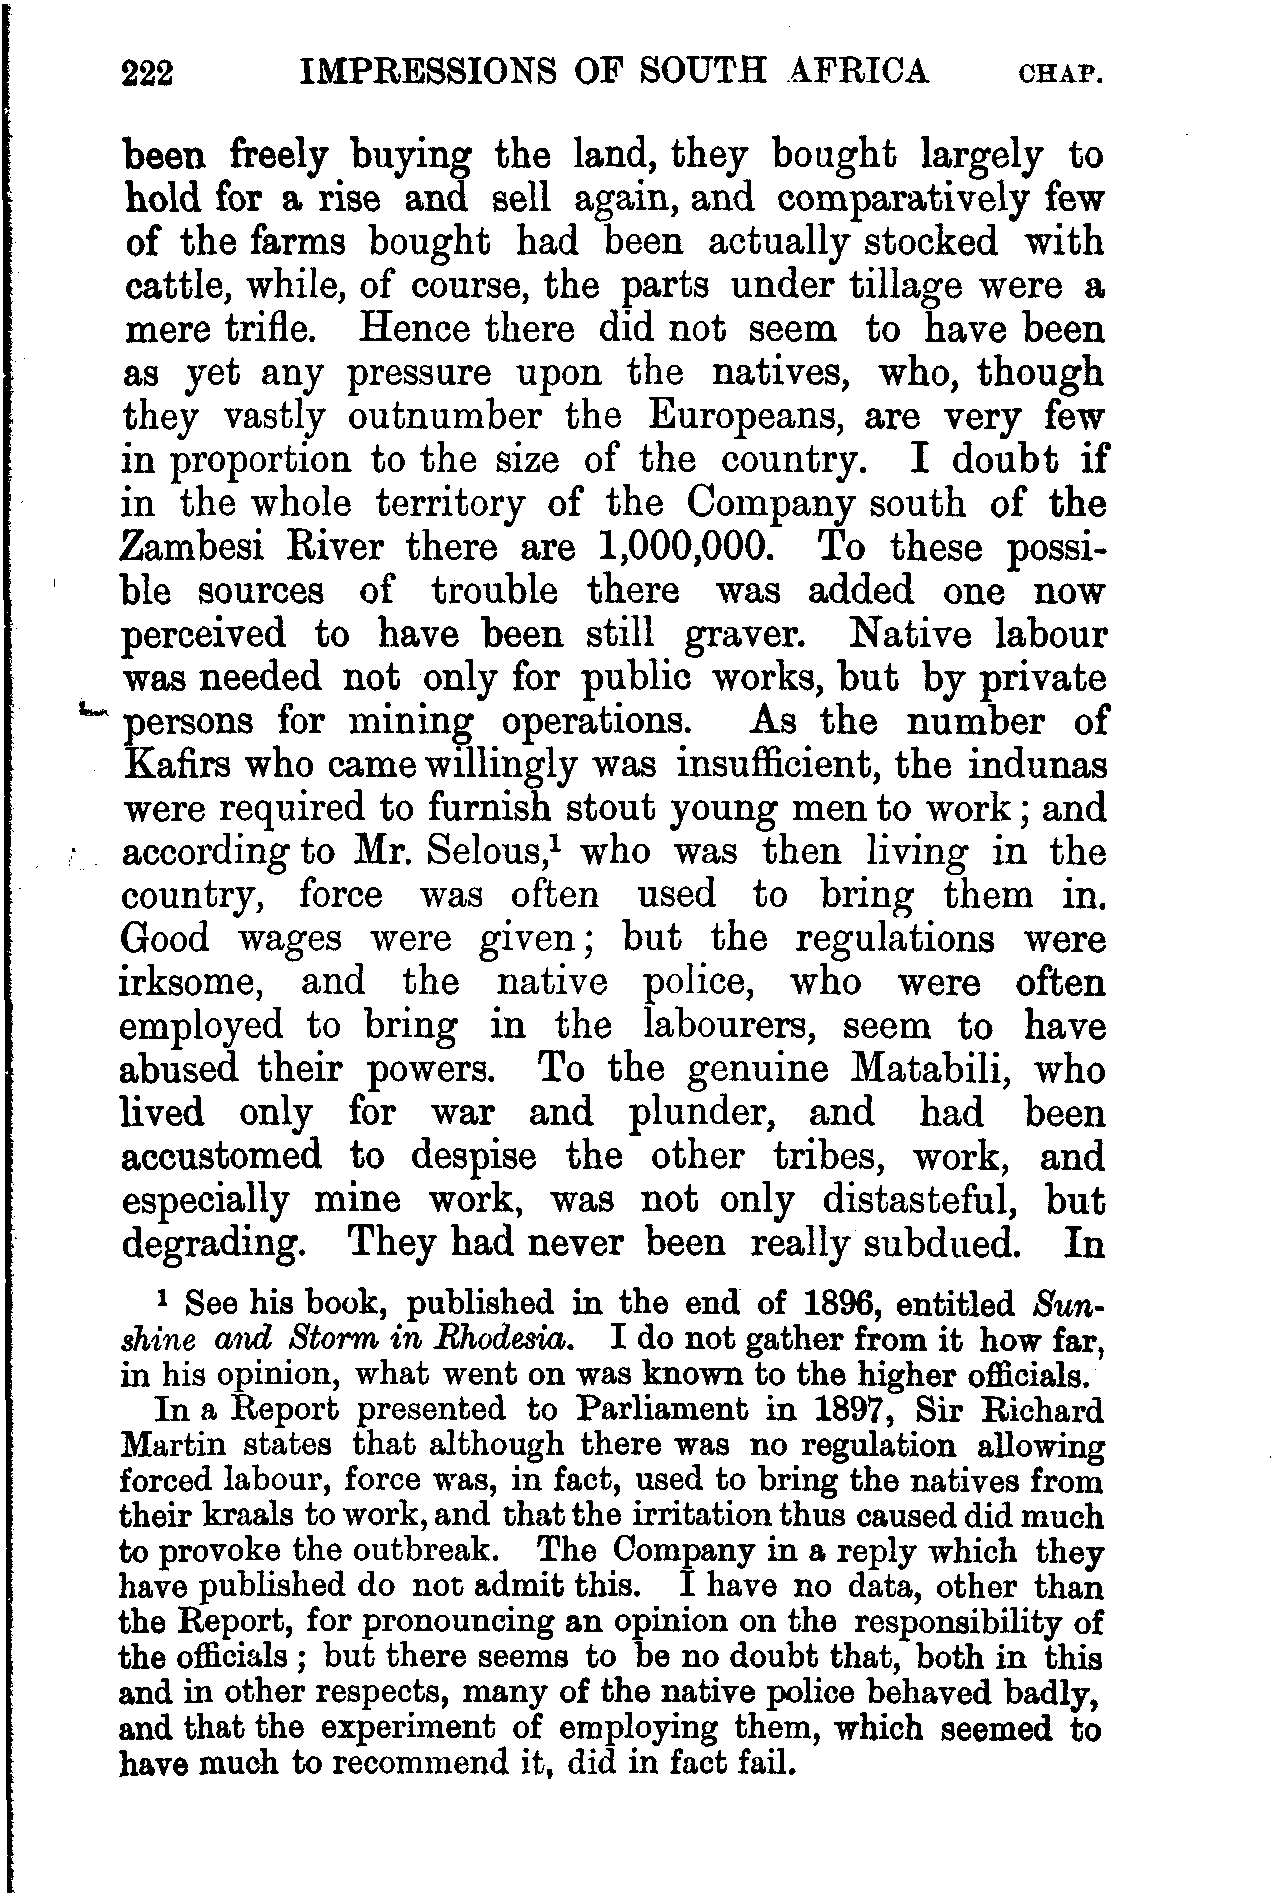 222 IMPRESSIONS OF SOUTH AFRICA CHAP.
been freely buying the land, they bought largely to
hold for a rise and sell again, and comparatively few
of the farms bought had been actually stocked with
cattle, while, of course, the parts under tillage were a
mere trifle. Hence there did not seem to have been
as yet any pressure upon the natives, who, though
they vastly outnumber the Europeans, are very few
in proportion to the size of the country. I doubt if
in the whole territory of the Company south of the
Zambesi River there are 1,000,000. To these possi-
ble sources of trouble there was added one now
perceived to have been still graver. Native labour
was needed not only for public works, but by private
persons for mining operations. As the number of
Kafirs who came willingly was insufficient, the indunas
were required to furnish stout young men to work; and
according to Mr. Selous,¹ who was then living in the
country, force was often used to bring them in.
Good wages were given; but the regulations were
irksome, and the native police, who were often
employed to bring in the labourers, seem to have
abused their powers. To the genuine Matabili, who
lived only for war and plunder, and had been
accustomed to despise the other tribes, work, and
especially mine work, was not only distasteful, but
degrading. They had never been really subdued. In
¹ See his book, published in the end of 1896, entitled Sun-
shine and Storm in Rhodesia. I do not gather from it how far,
in his opinion, what went on was known to the higher officials.
In a Report presented to Parliament in 1897, Sir Richard
Martin states that although there was no regulation allowing
forced labour, force was, in fact, used to bring the natives from
their kraals to work, and that the irritation thus caused did much
to provoke the outbreak. The Company in a reply which they
have published do not admit this. I have no data, other than
the Report, for pronouncing an opinion on the responsibility of
the officials; but there seems to be no doubt that, both in this
and in other respects, many of the native police behaved badly,
and that the experiment of employing them, which seemed to
have much to recommend it, did in fact fail.